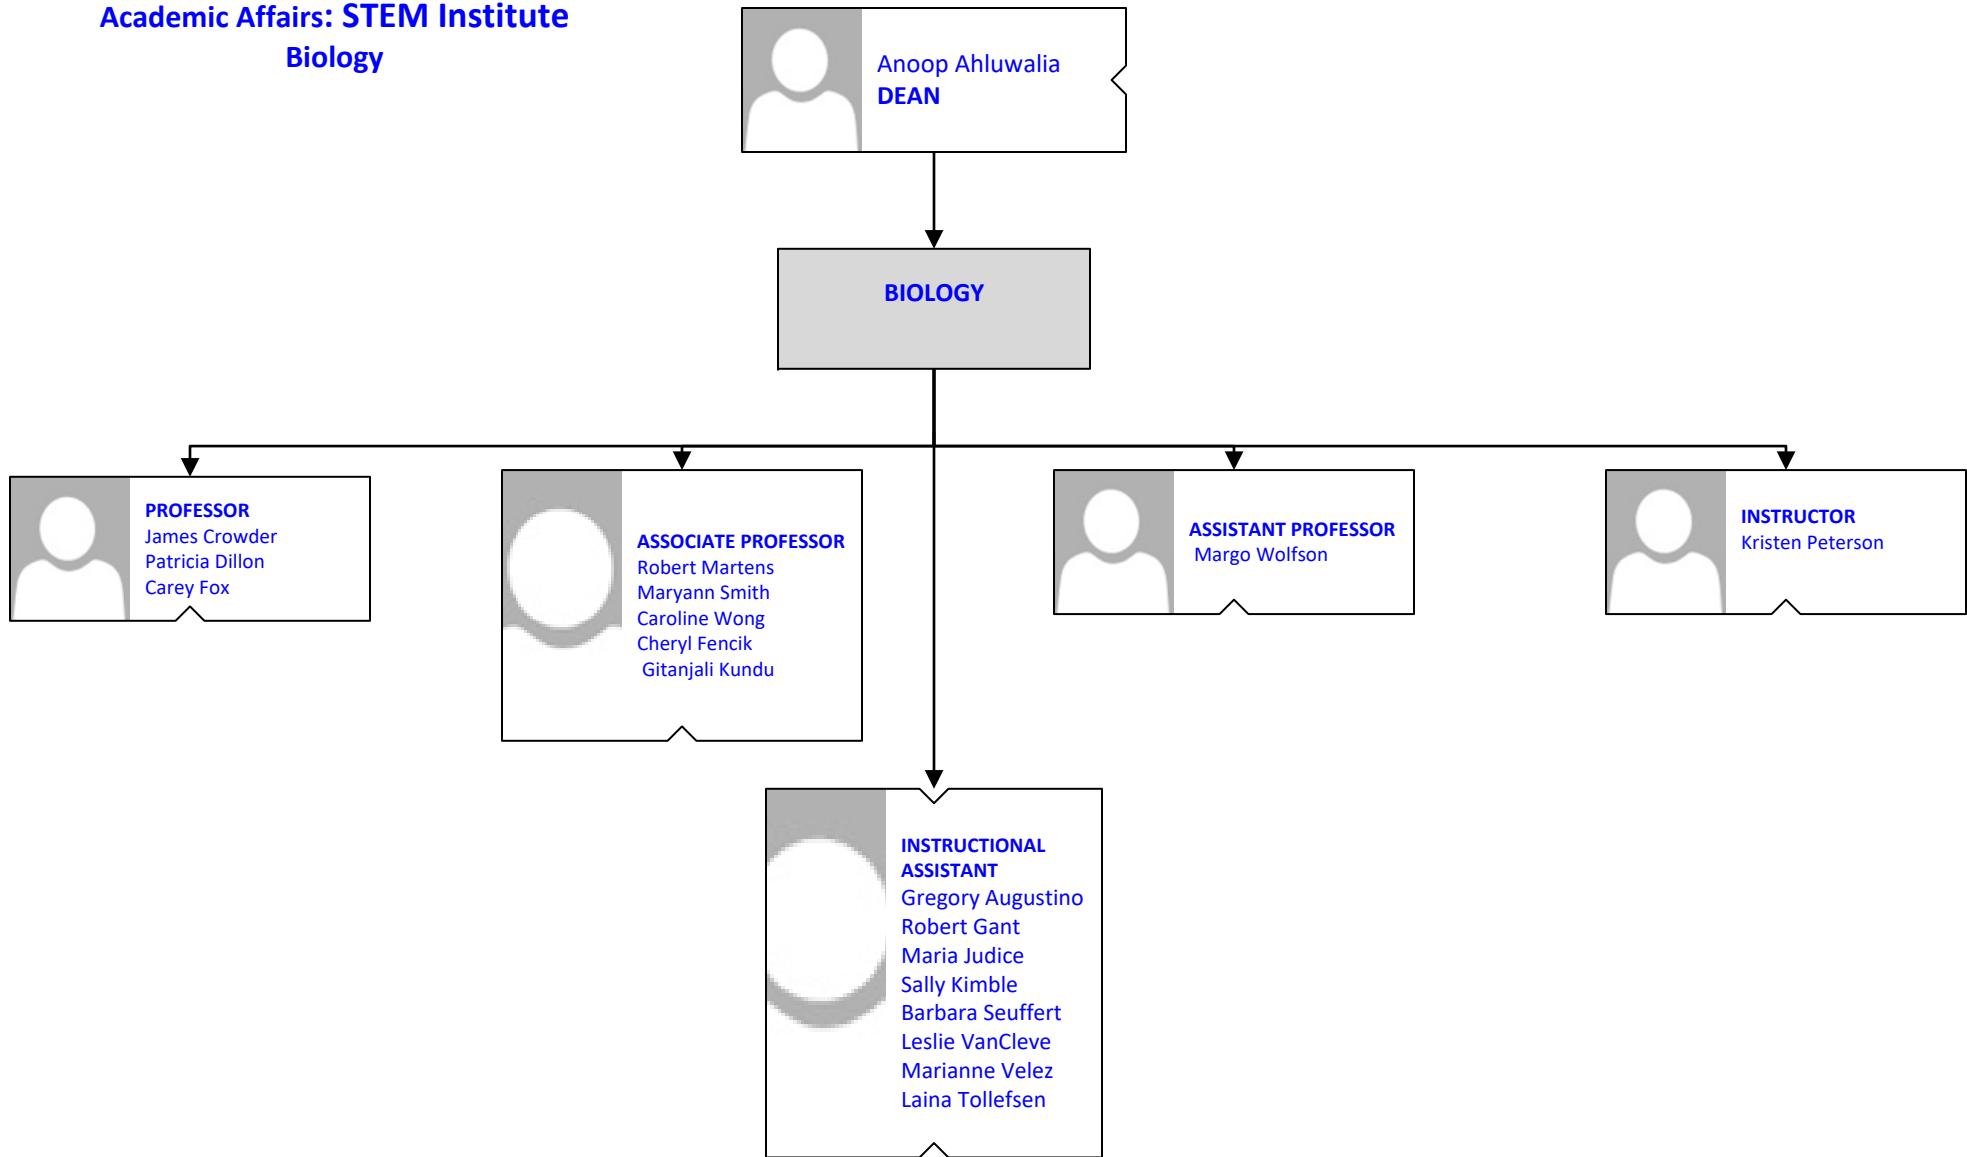 Academic Affairs: STEM Institute
Biology
Anoop Ahluwalia
DEAN
BIOLOGY
PROFESSOR
James Crowder
Patricia Dillon
Carey Fox
ASSOCIATE PROFESSOR
Robert Martens
Maryann Smith
Caroline Wong
Cheryl Fencik
Gitanjali Kundu
ASSISTANT PROFESSOR
Margo Wolfson
INSTRUCTOR
Kristen Peterson
INSTRUCTIONAL
ASSISTANT
Gregory Augustino
Robert Gant
Maria Judice
Sally Kimble
Barbara Seuffert
Leslie VanCleve
Marianne Velez
Laina Tollefsen